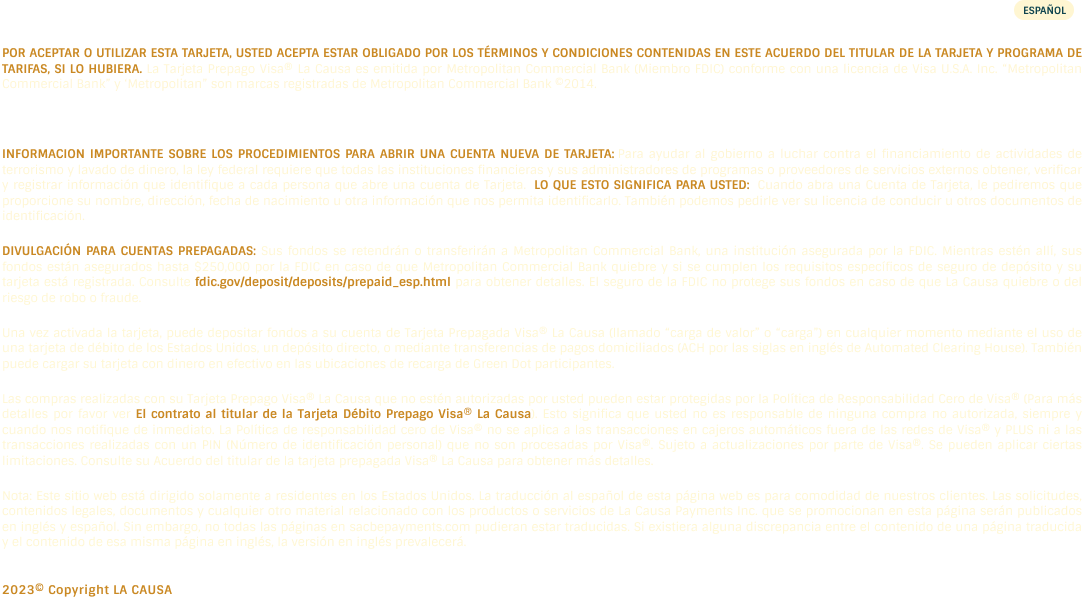 ESPAÑOL
POR ACEPTAR O UTILIZAR ESTA TARJETA, USTED ACEPTA ESTAR OBLIGADO POR LOS TÉRMINOS Y CONDICIONES CONTENIDAS EN ESTE ACUERDO DEL TITULAR DE LA TARJETA Y PROGRAMA DE
TARIFAS, SI LO HUBIERA. La Tarjeta Prepago Visa® La Causa es emitida por Metropolitan Commercial Bank (Miembro FDIC) conforme con una licencia de Visa U.S.A. Inc. “Metropolitan
Commercial Bank” y “Metropolitan” son marcas registradas de Metropolitan Commercial Bank ©2014.
INFORMACION IMPORTANTE SOBRE LOS PROCEDIMIENTOS PARA ABRIR UNA CUENTA NUEVA DE TARJETA: Para ayudar al gobierno a luchar contra el financiamiento de actividades de
terrorismo y lavado de dinero, la ley federal requiere que todas las instituciones financieras y sus administradores de programas o proveedores de servicios externos obtener, verificar
y registrar información que identifique a cada persona que abre una cuenta de Tarjeta. LO QUE ESTO SIGNIFICA PARA USTED: Cuando abra una Cuenta de Tarjeta, le pediremos que
proporcione su nombre, dirección, fecha de nacimiento u otra información que nos permita identificarlo. También podemos pedirle ver su licencia de conducir u otros documentos de
identificación.
DIVULGACIÓN PARA CUENTAS PREPAGADAS: Sus fondos se retendrán o transferirán a Metropolitan Commercial Bank, una institución asegurada por la FDIC. Mientras estén allí, sus
fondos están asegurados hasta $250,000 por la FDIC en caso de que Metropolitan Commercial Bank quiebre y si se cumplen los requisitos específicos de seguro de depósito y su
tarjeta está registrada. Consulte fdic.gov/deposit/deposits/prepaid_esp.html para obtener detalles. El seguro de la FDIC no protege sus fondos en caso de que La Causa quiebre o del
riesgo de robo o fraude.
Una vez activada la tarjeta, puede depositar fondos a su cuenta de Tarjeta Prepagada Visa® La Causa (llamado “carga de valor” o “carga”) en cualquier momento mediante el uso de
una tarjeta de débito de los Estados Unidos, un depósito directo, o mediante transferencias de pagos domiciliados (ACH por las siglas en inglés de Automated Clearing House). También
puede cargar su tarjeta con dinero en efectivo en las ubicaciones de recarga de Green Dot participantes.
Las compras realizadas con su Tarjeta Prepago Visa® La Causa que no estén autorizadas por usted pueden estar protegidas por la Política de Responsabilidad Cero de Visa® (Para más
detalles por favor ver El contrato al titular de la Tarjeta Débito Prepago Visa® La Causa). Esto significa que usted no es responsable de ninguna compra no autorizada, siempre y
cuando nos notifique de inmediato. La Política de responsabilidad cero de Visa® no se aplica a las transacciones en cajeros automáticos fuera de las redes de Visa® y PLUS ni a las
transacciones realizadas con un PIN (Número de identificación personal) que no son procesadas por Visa®. Sujeto a actualizaciones por parte de Visa®. Se pueden aplicar ciertas
limitaciones. Consulte su Acuerdo del titular de la tarjeta prepagada Visa® La Causa para obtener más detalles.
Nota: Este sitio web está dirigido solamente a residentes en los Estados Unidos. La traducción al español de esta página web es para comodidad de nuestros clientes. Las solicitudes,
contenidos legales, documentos y cualquier otro material relacionado con los productos o servicios de La Causa Payments Inc. que se promocionen en esta página serán publicados
en inglés y español. Sin embargo, no todas las páginas en sacbepayments.com pudieran estar traducidas. Si existiera alguna discrepancia entre el contenido de una página traducida
y el contenido de esa misma página en inglés, la versión en inglés prevalecerá.
2023© Copyright LA CAUSA